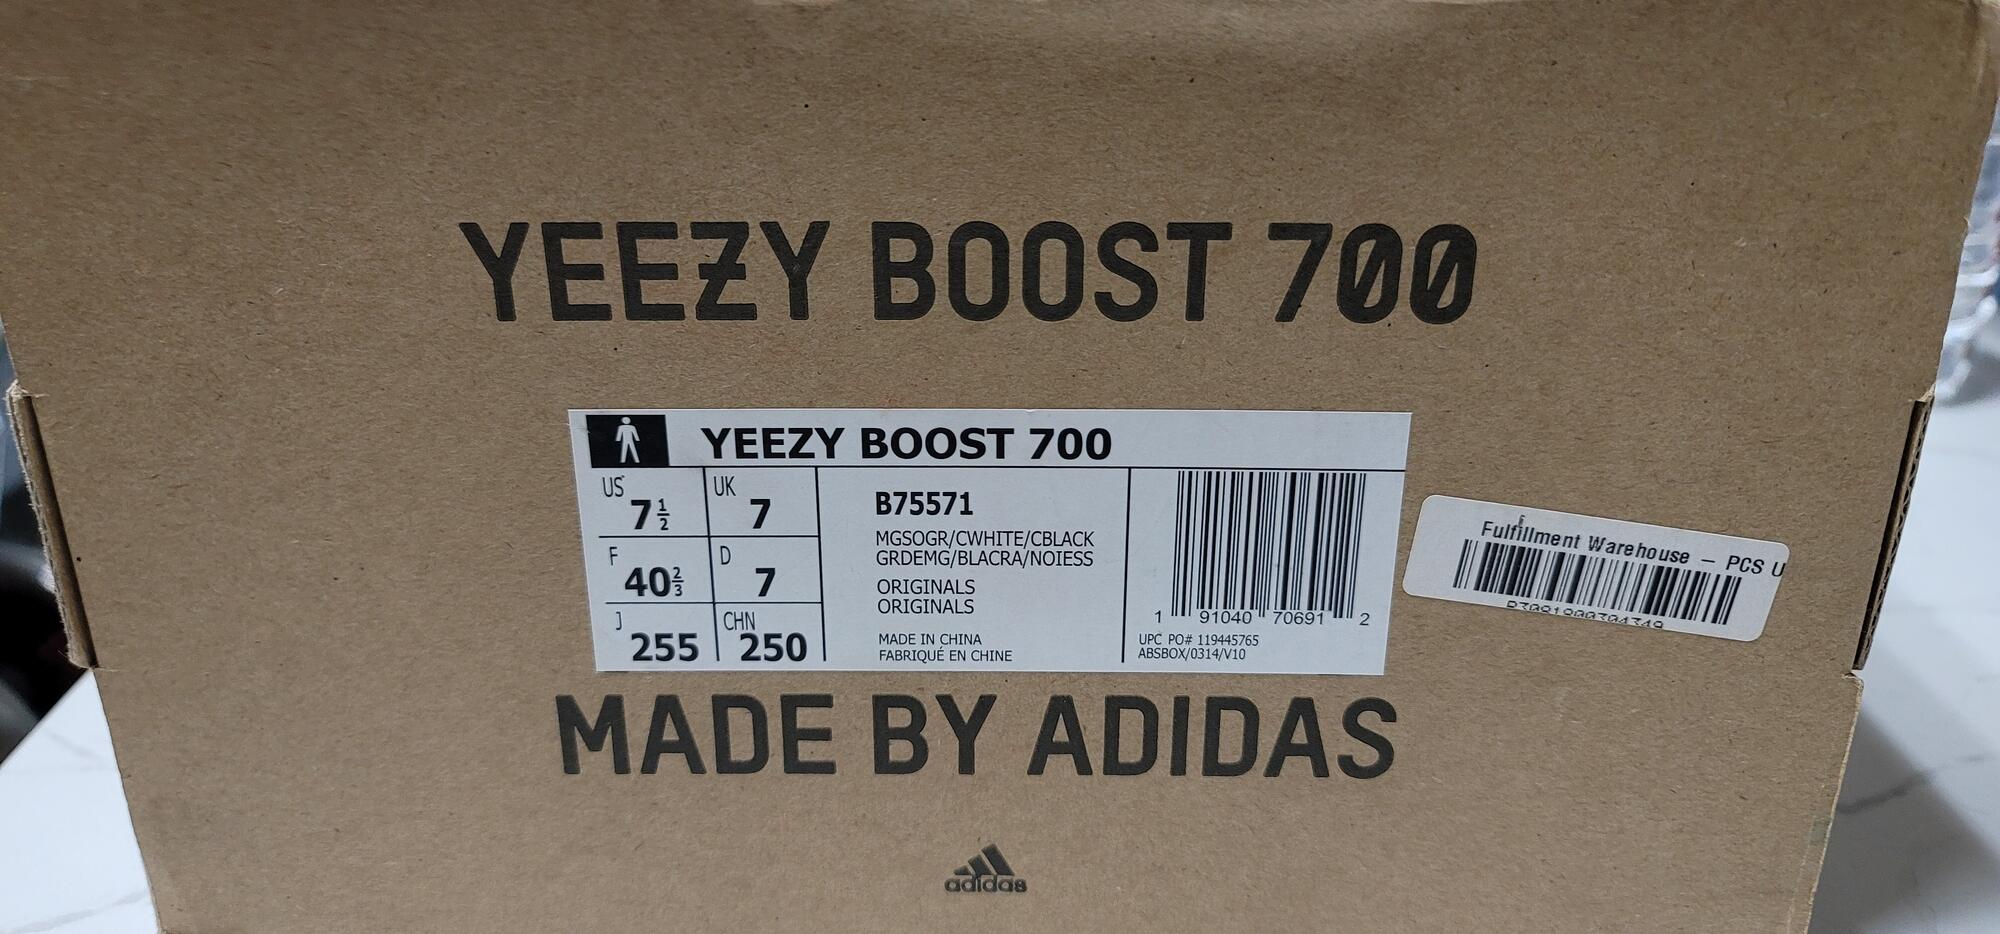 YEEZY BOOST 700
YEEZY BOOST 700
US 7 1/2
UK 7
F 40 2/3
D 7
J 255
CHN 250
B75571
MGSOGR/CWHITE/CBLACK
GRDEMG/BLACRA/NOIESS
ORIGINALS
ORIGINALS
MADE IN CHINA
FABRIQUÉ EN CHINE
1 91040 70691 2
UPC PO# 119445765
ABSBOX/0314/V10
Fulfillment Warehouse – PCS U
MADE BY ADIDAS
adidas